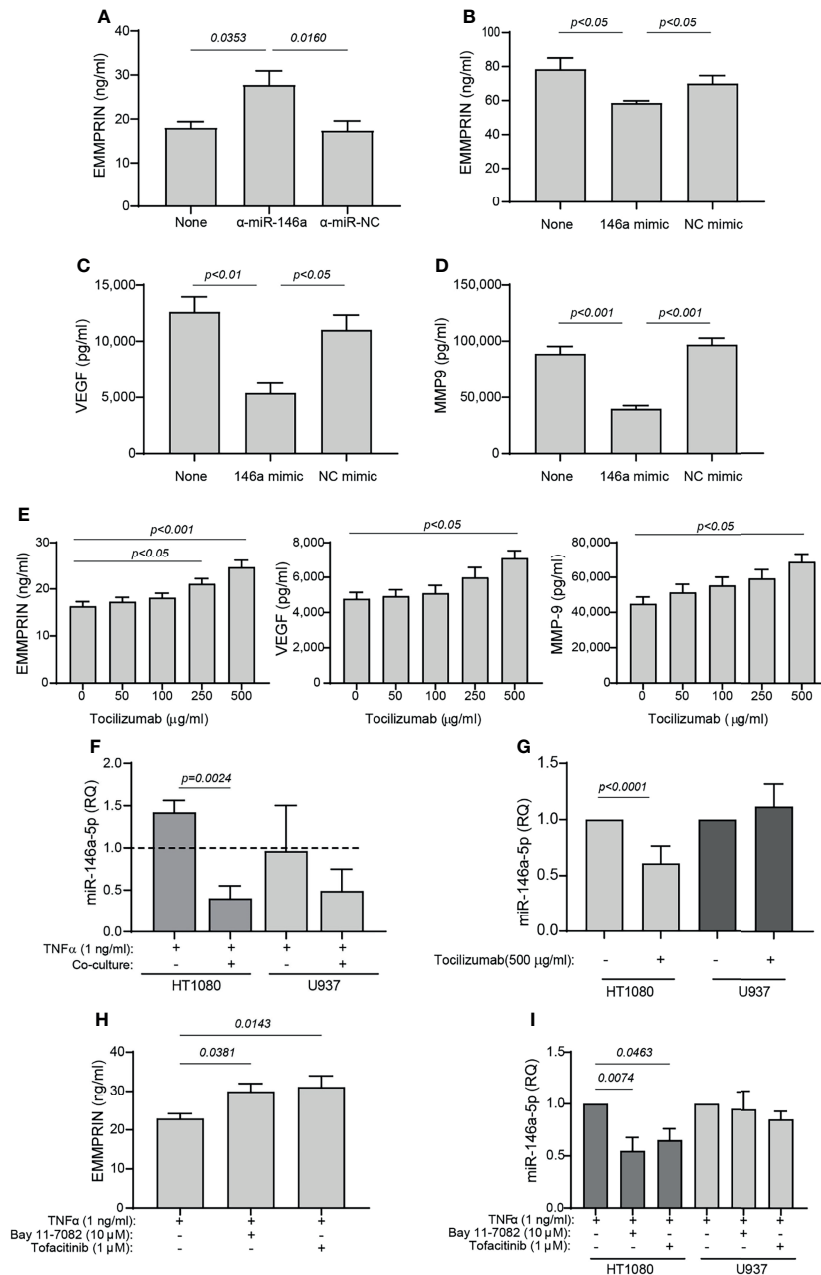 A
0.0353
0.0160
EMMPRIN (ng/ml)
40
30
20
10
0
None
α-miR-146a
α-miR-NC
B
p<0.05
p<0.05
EMMPRIN (pg/ml)
100
80
60
40
20
0
None
146a mimic
NC mimic
C
p<0.01
p<0.05
VEGF (pg/ml)
15,000
10,000
5,000
0
None
146a mimic
NC mimic
D
p<0.001
p<0.001
MMP9 (pg/ml)
150,000
100,000
50,000
0
None
146a mimic
NC mimic
E
p<0.001
p<0.05
EMMPRIN (ng/ml)
30
20
10
0
0 50 100 250 500
Tocilizumab (µg/ml)
p<0.05
VEGF (pg/ml)
8,000
6,000
4,000
2,000
0
0 50 100 250 500
Tocilizumab (µg/ml)
p<0.05
MMP-9 (pg/ml)
80,000
60,000
40,000
20,000
0
0 50 100 250 500
Tocilizumab ( µg/ml)
F
p=0.0024
miR-146a-5p (RQ)
2.0
1.5
1.0
0.5
0.0
TNFα (1 ng/ml): + + + +
Co-culture: - + - +
HT1080 U937
G
p<0.0001
miR-146a-5p (RQ)
1.5
1.0
0.5
0.0
Tocilizumab(500 µg/ml): - + - +
HT1080 U937
H
0.0143
0.0381
EMMPRIN (ng/ml)
40
30
20
10
0
TNFα (1 ng/ml): + + +
Bay 11-7082 (10 µM): - + -
Tofacitinib (1 µM): - - +
I
0.0463
0.0074
miR-146a-5p (RQ)
1.5
1.0
0.5
0.0
TNFα (1 ng/ml): + + + + + +
Bay 11-7082 (10 µM): - + - - + -
Tofacitinib (1 µM): - - + - - +
HT1080 U937